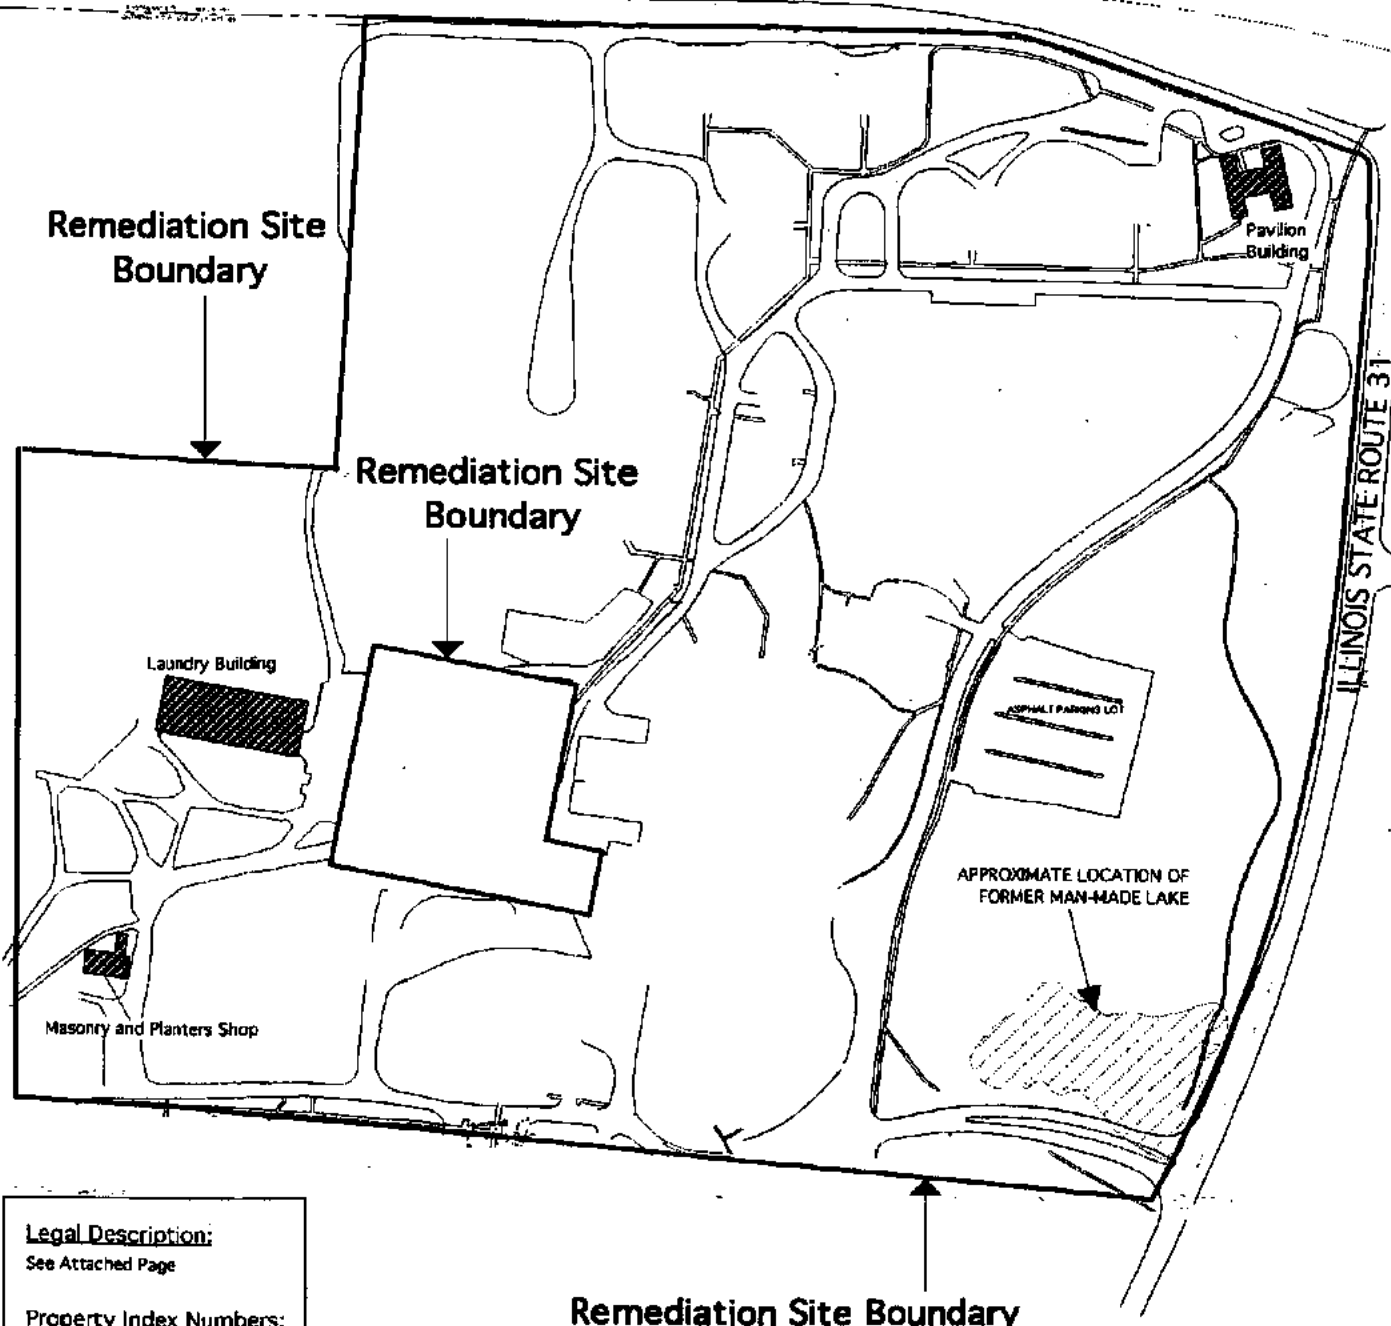 Remediation Site
Boundary
Pavilion
Building
ILLINOIS STATE ROUTE 31
Remediation Site
Boundary
Laundry Building
ASPHALT PARKING LOT
APPROXIMATE LOCATION OF
FORMER MAN-MADE LAKE
Masonry and Planters Shop
Legal Description:
See Attached Page
Property Index Numbers:
Remediation Site Boundary